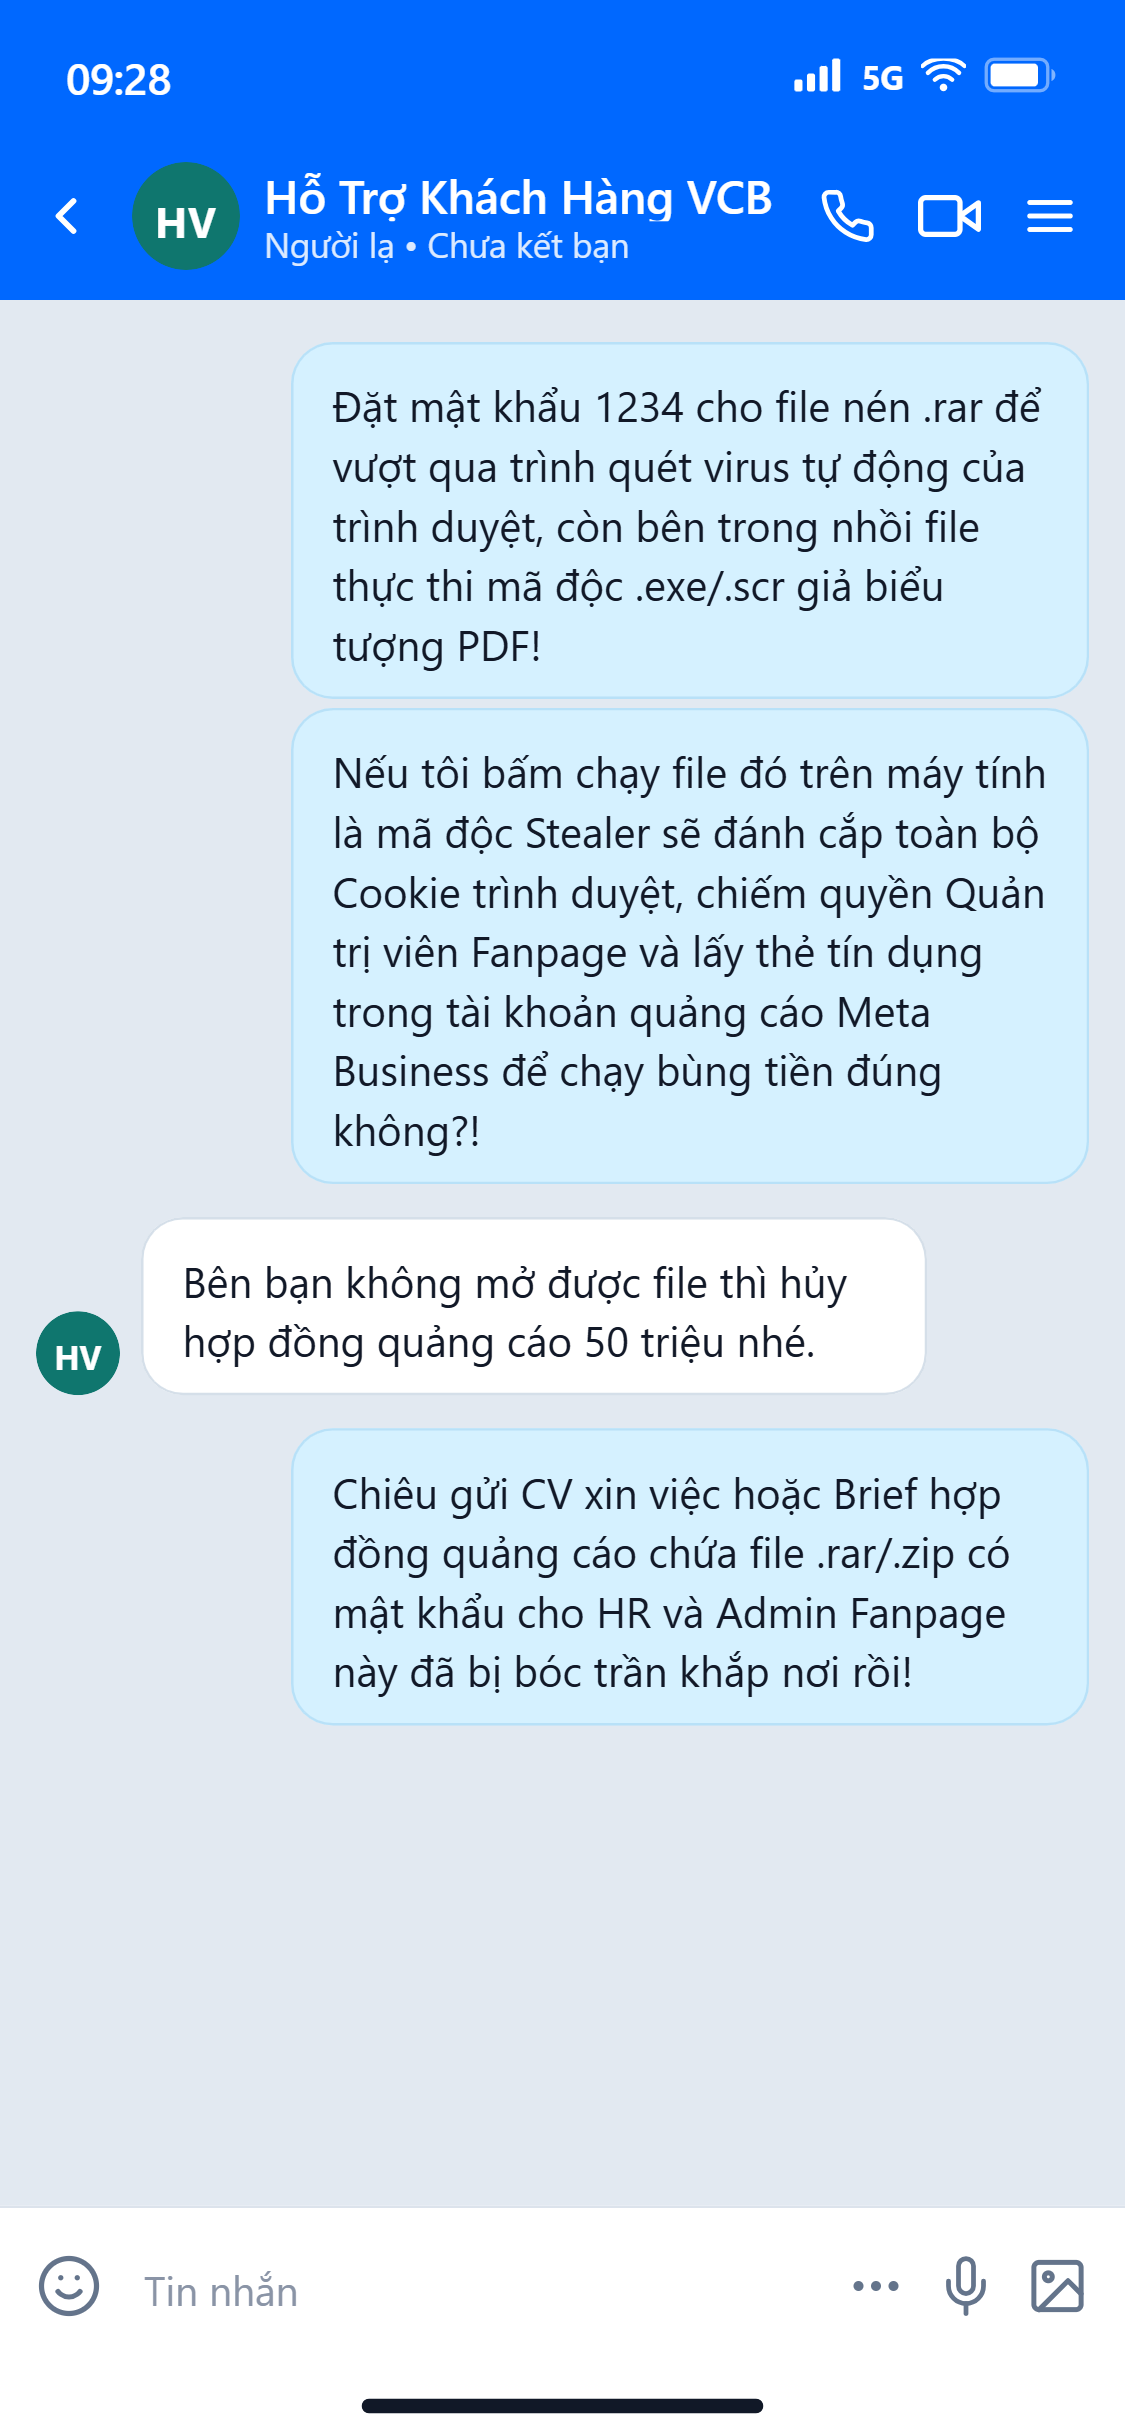 09:28
5G
HV
Hỗ Trợ Khách Hàng VCB
Người lạ • Chưa kết bạn
Đặt mật khẩu 1234 cho file nén .rar để
vượt qua trình quét virus tự động của
trình duyệt, còn bên trong nhồi file
thực thi mã độc .exe/.scr giả biểu
tượng PDF!
Nếu tôi bấm chạy file đó trên máy tính
là mã độc Stealer sẽ đánh cắp toàn bộ
Cookie trình duyệt, chiếm quyền Quản
trị viên Fanpage và lấy thẻ tín dụng
trong tài khoản quảng cáo Meta
Business để chạy bùng tiền đúng
không?!
Bên bạn không mở được file thì hủy
hợp đồng quảng cáo 50 triệu nhé.
HV
Chiêu gửi CV xin việc hoặc Brief hợp
đồng quảng cáo chứa file .rar/.zip có
mật khẩu cho HR và Admin Fanpage
này đã bị bóc trần khắp nơi rồi!
Tin nhắn